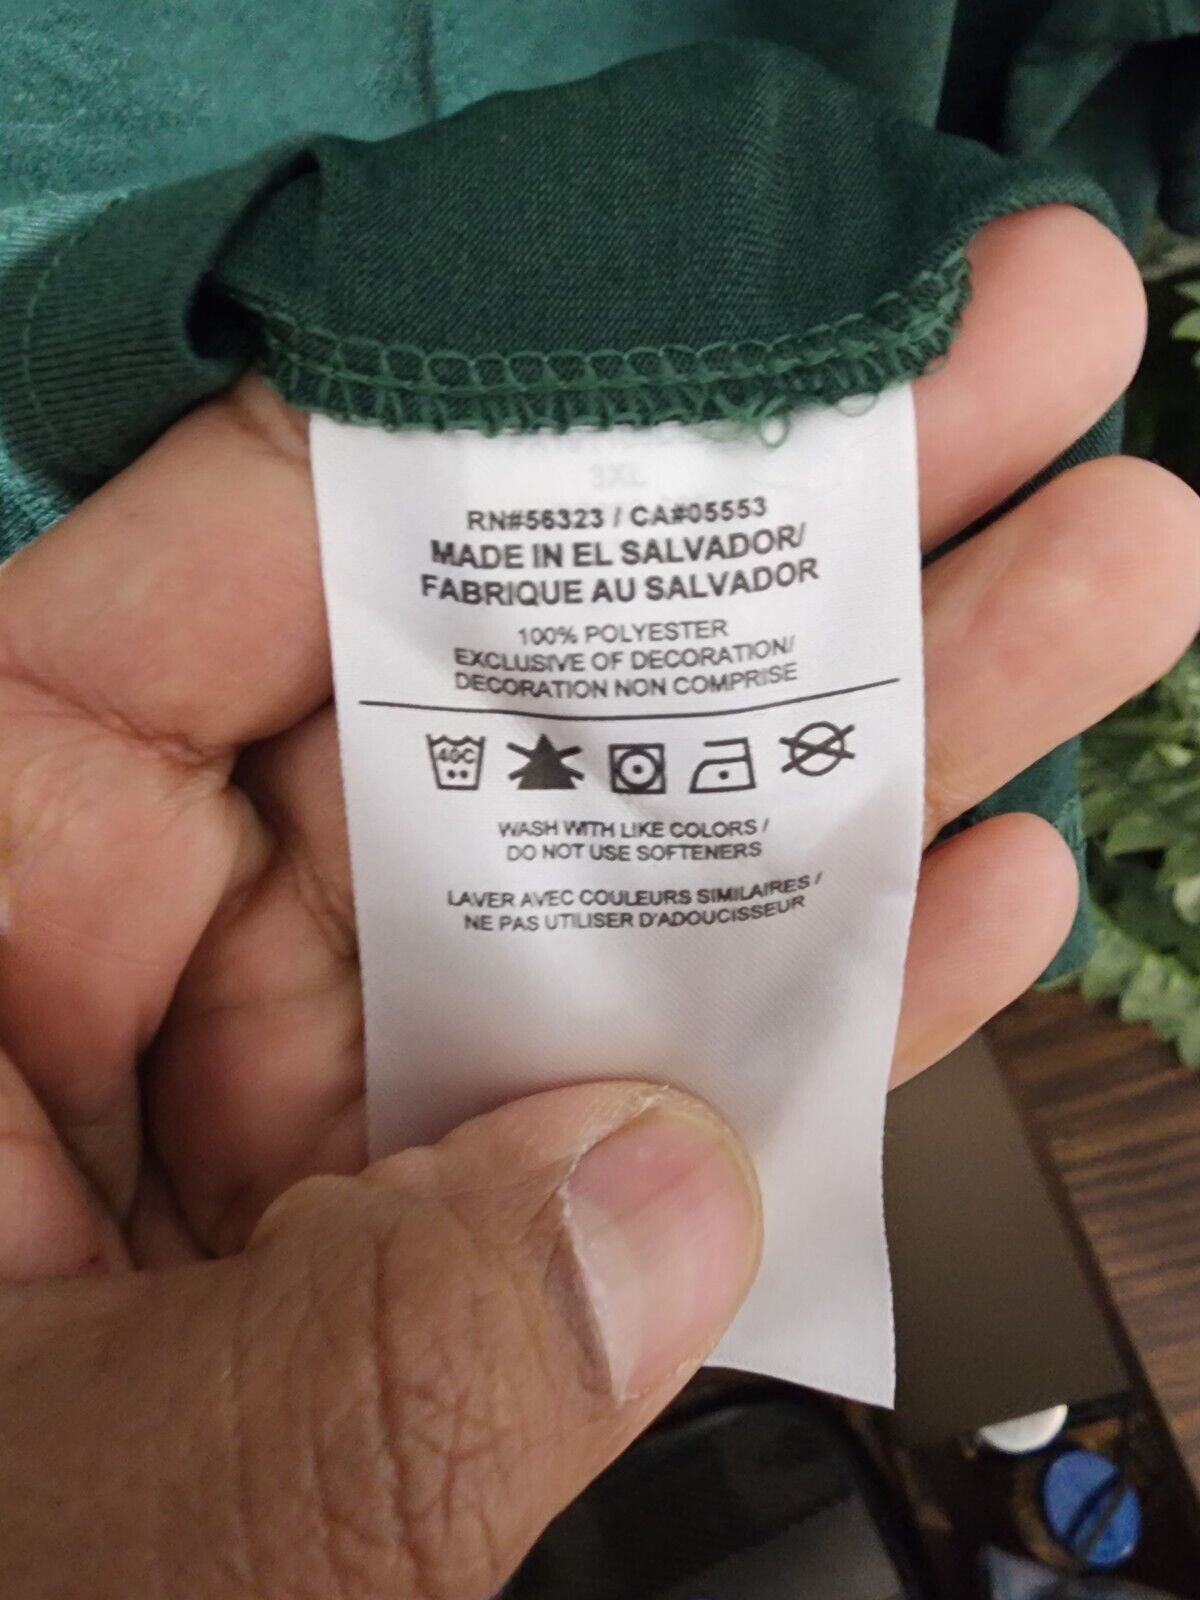 3XL
RN#56323 / CA#05553
MADE IN EL SALVADOR/
FABRIQUE AU SALVADOR
100% POLYESTER
EXCLUSIVE OF DECORATION/
DECORATION NON COMPRISE
40C
WASH WITH LIKE COLORS /
DO NOT USE SOFTENERS
LAVER AVEC COULEURS SIMILAIRES /
NE PAS UTILISER D'ADOUCISSEUR